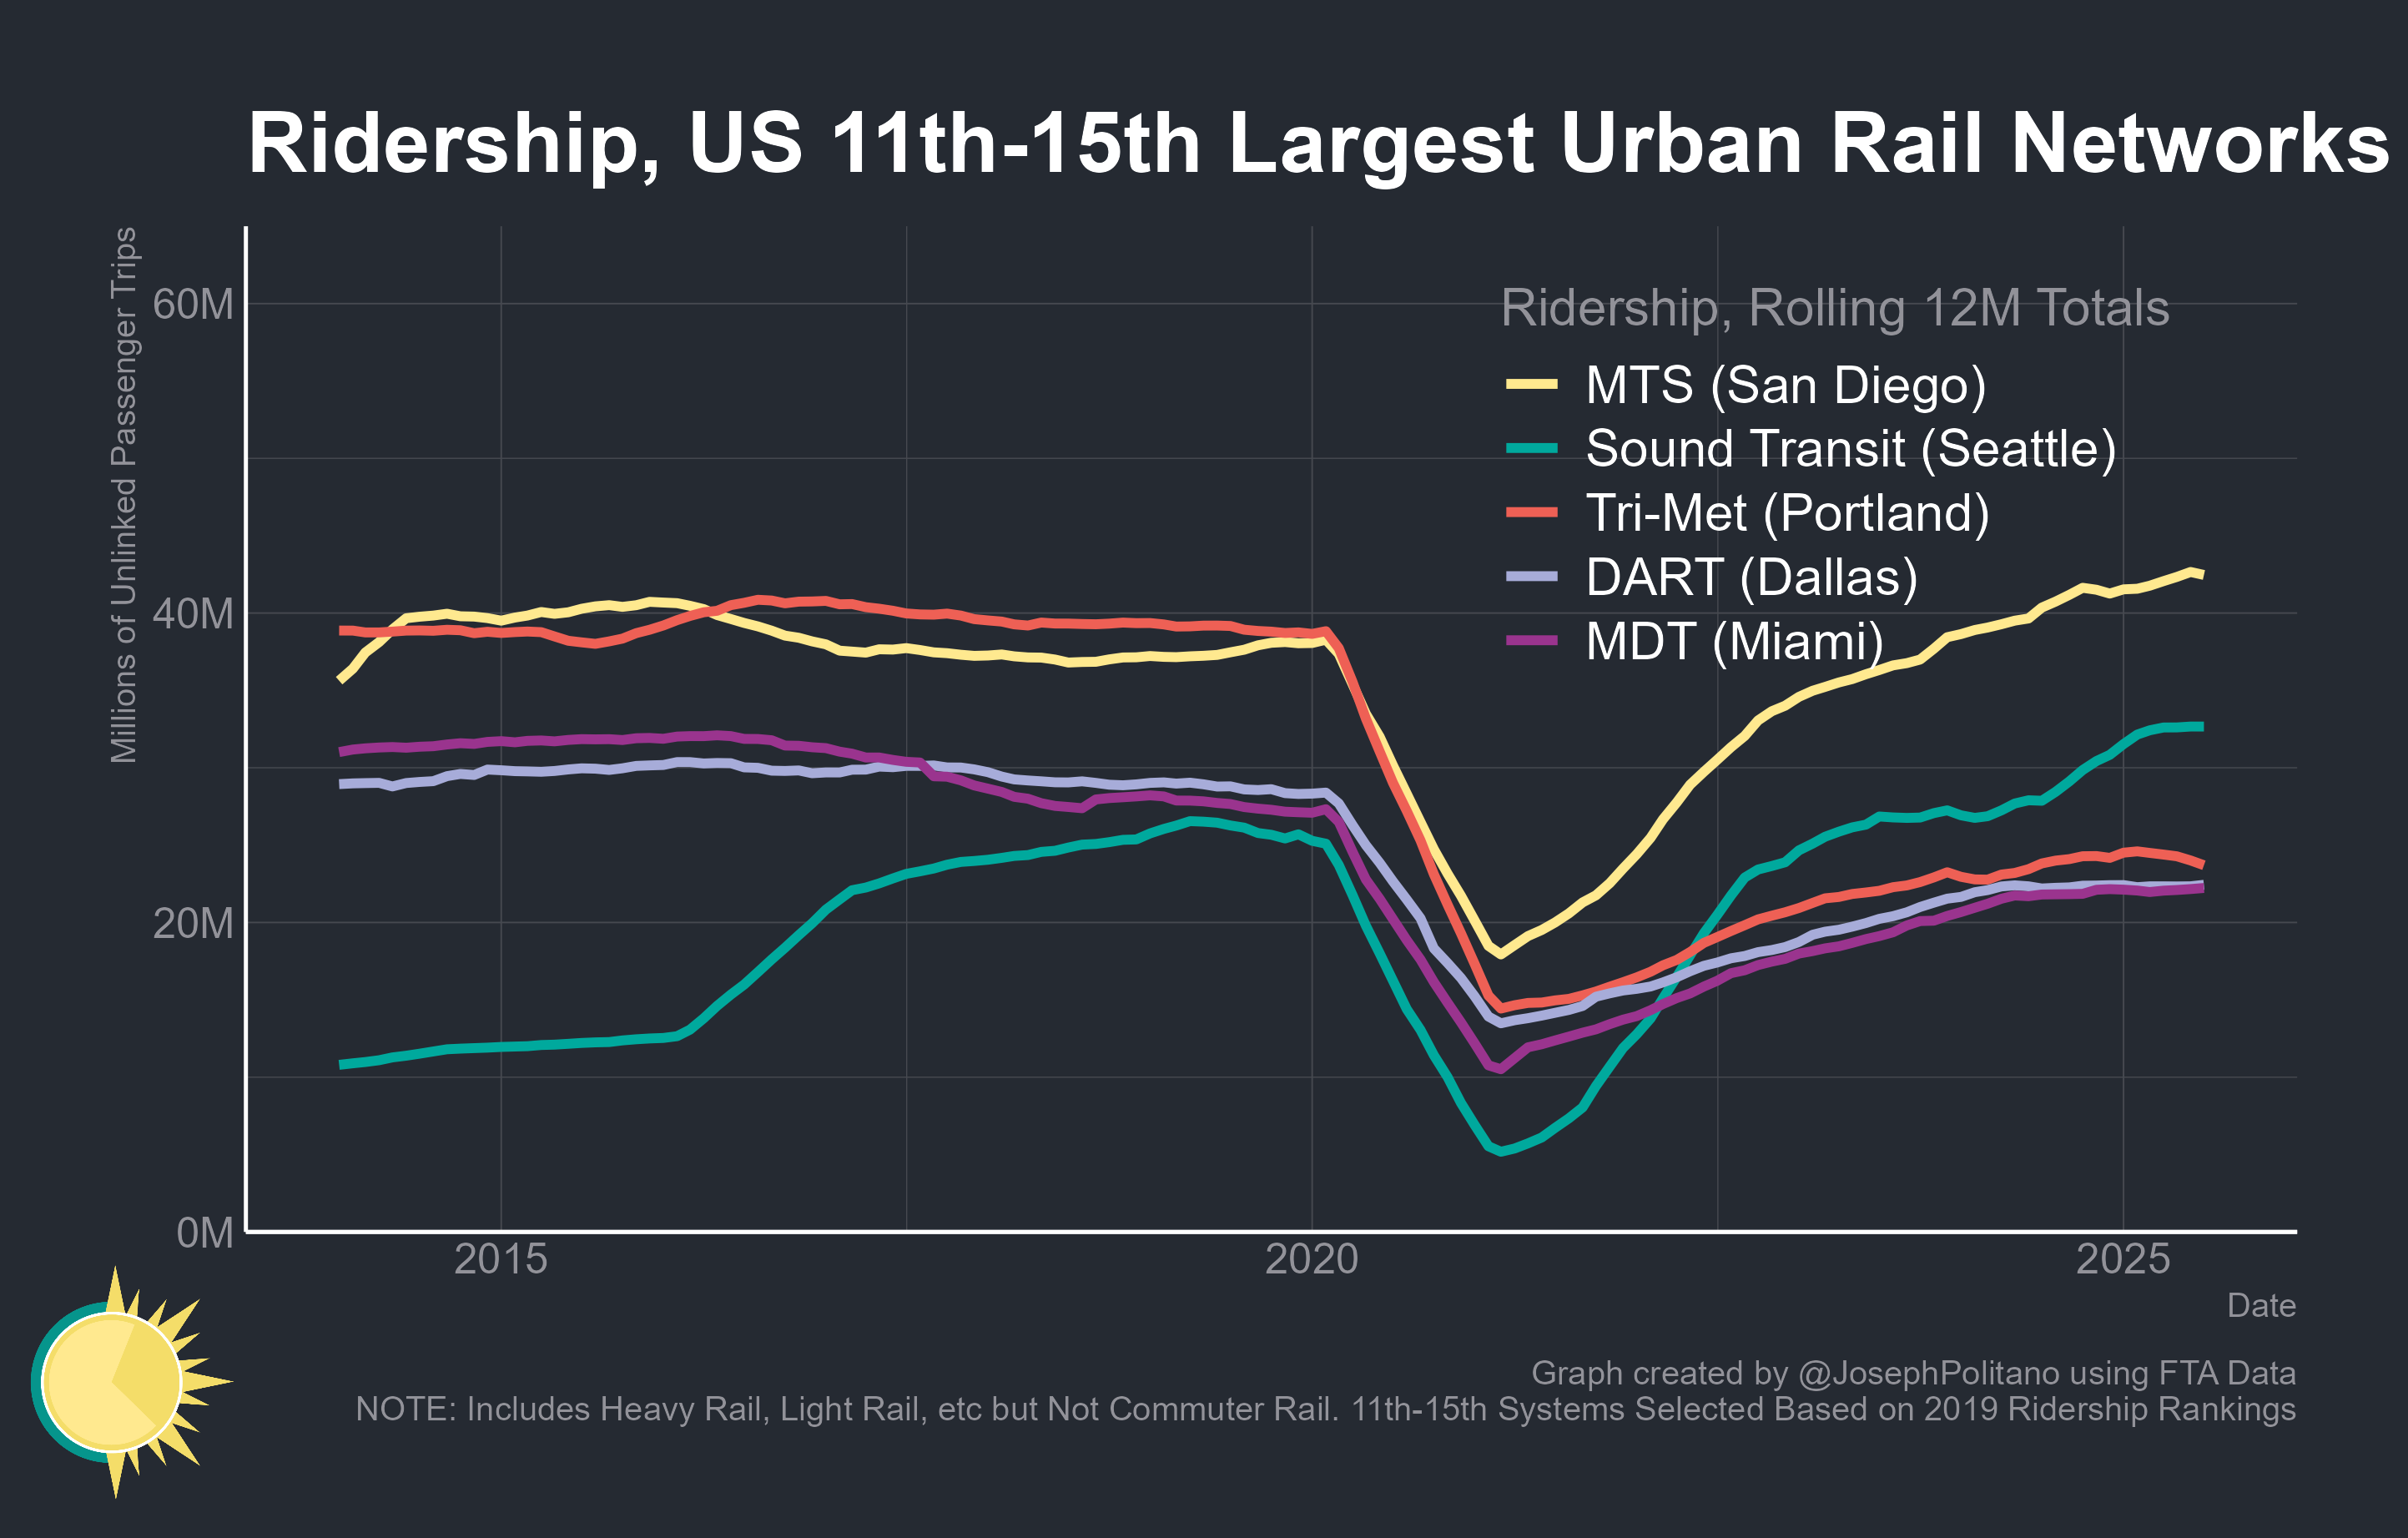 Ridership, US 11th-15th Largest Urban Rail Networks
Millions of Unlinked Passenger Trips
60M
40M
20M
0M
Ridership, Rolling 12M Totals
MTS (San Diego)
Sound Transit (Seattle)
Tri-Met (Portland)
DART (Dallas)
MDT (Miami)
2015
2020
2025
Date
Graph created by @JosephPolitano using FTA Data
NOTE: Includes Heavy Rail, Light Rail, etc but Not Commuter Rail. 11th-15th Systems Selected Based on 2019 Ridership Rankings